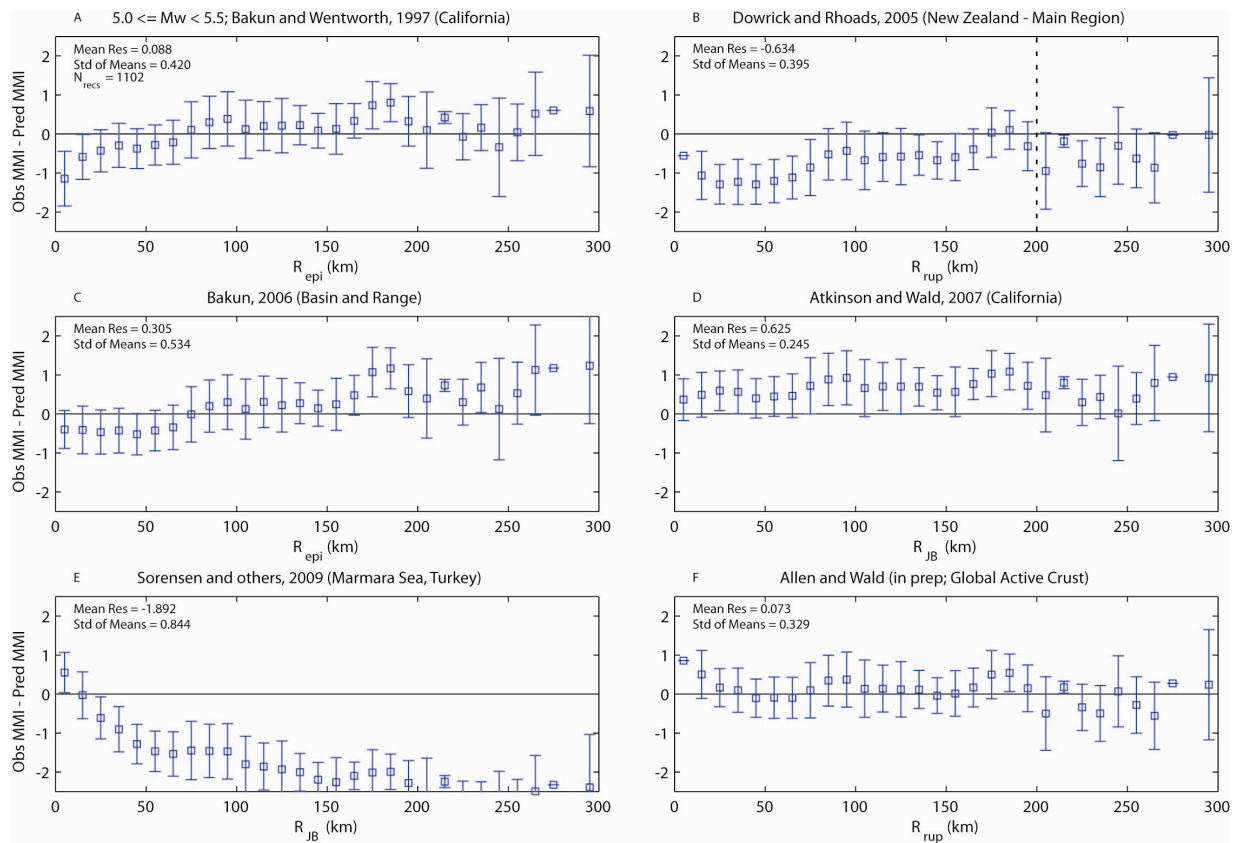 A 5.0 <= Mw < 5.5; Bakun and Wentworth, 1997 (California)
Mean Res = 0.088
Std of Means = 0.420
N_recs = 1102
2
1
0
-1
-2
Obs MMI - Pred MMI
0 50 100 150 200 250 300
R_epi (km)
B Dowrick and Rhoads, 2005 (New Zealand - Main Region)
Mean Res = -0.634
Std of Means = 0.395
2
1
0
-1
-2
0 50 100 150 200 250 300
R_rup (km)
C Bakun, 2006 (Basin and Range)
Mean Res = 0.305
Std of Means = 0.534
2
1
0
-1
-2
Obs MMI - Pred MMI
0 50 100 150 200 250 300
R_epi (km)
D Atkinson and Wald, 2007 (California)
Mean Res = 0.625
Std of Means = 0.245
2
1
0
-1
-2
0 50 100 150 200 250 300
R_JB (km)
E Sorensen and others, 2009 (Marmara Sea, Turkey)
Mean Res = -1.892
Std of Means = 0.844
2
1
0
-1
-2
Obs MMI - Pred MMI
0 50 100 150 200 250 300
R_JB (km)
F Allen and Wald (in prep; Global Active Crust)
Mean Res = 0.073
Std of Means = 0.329
2
1
0
-1
-2
0 50 100 150 200 250 300
R_rup (km)